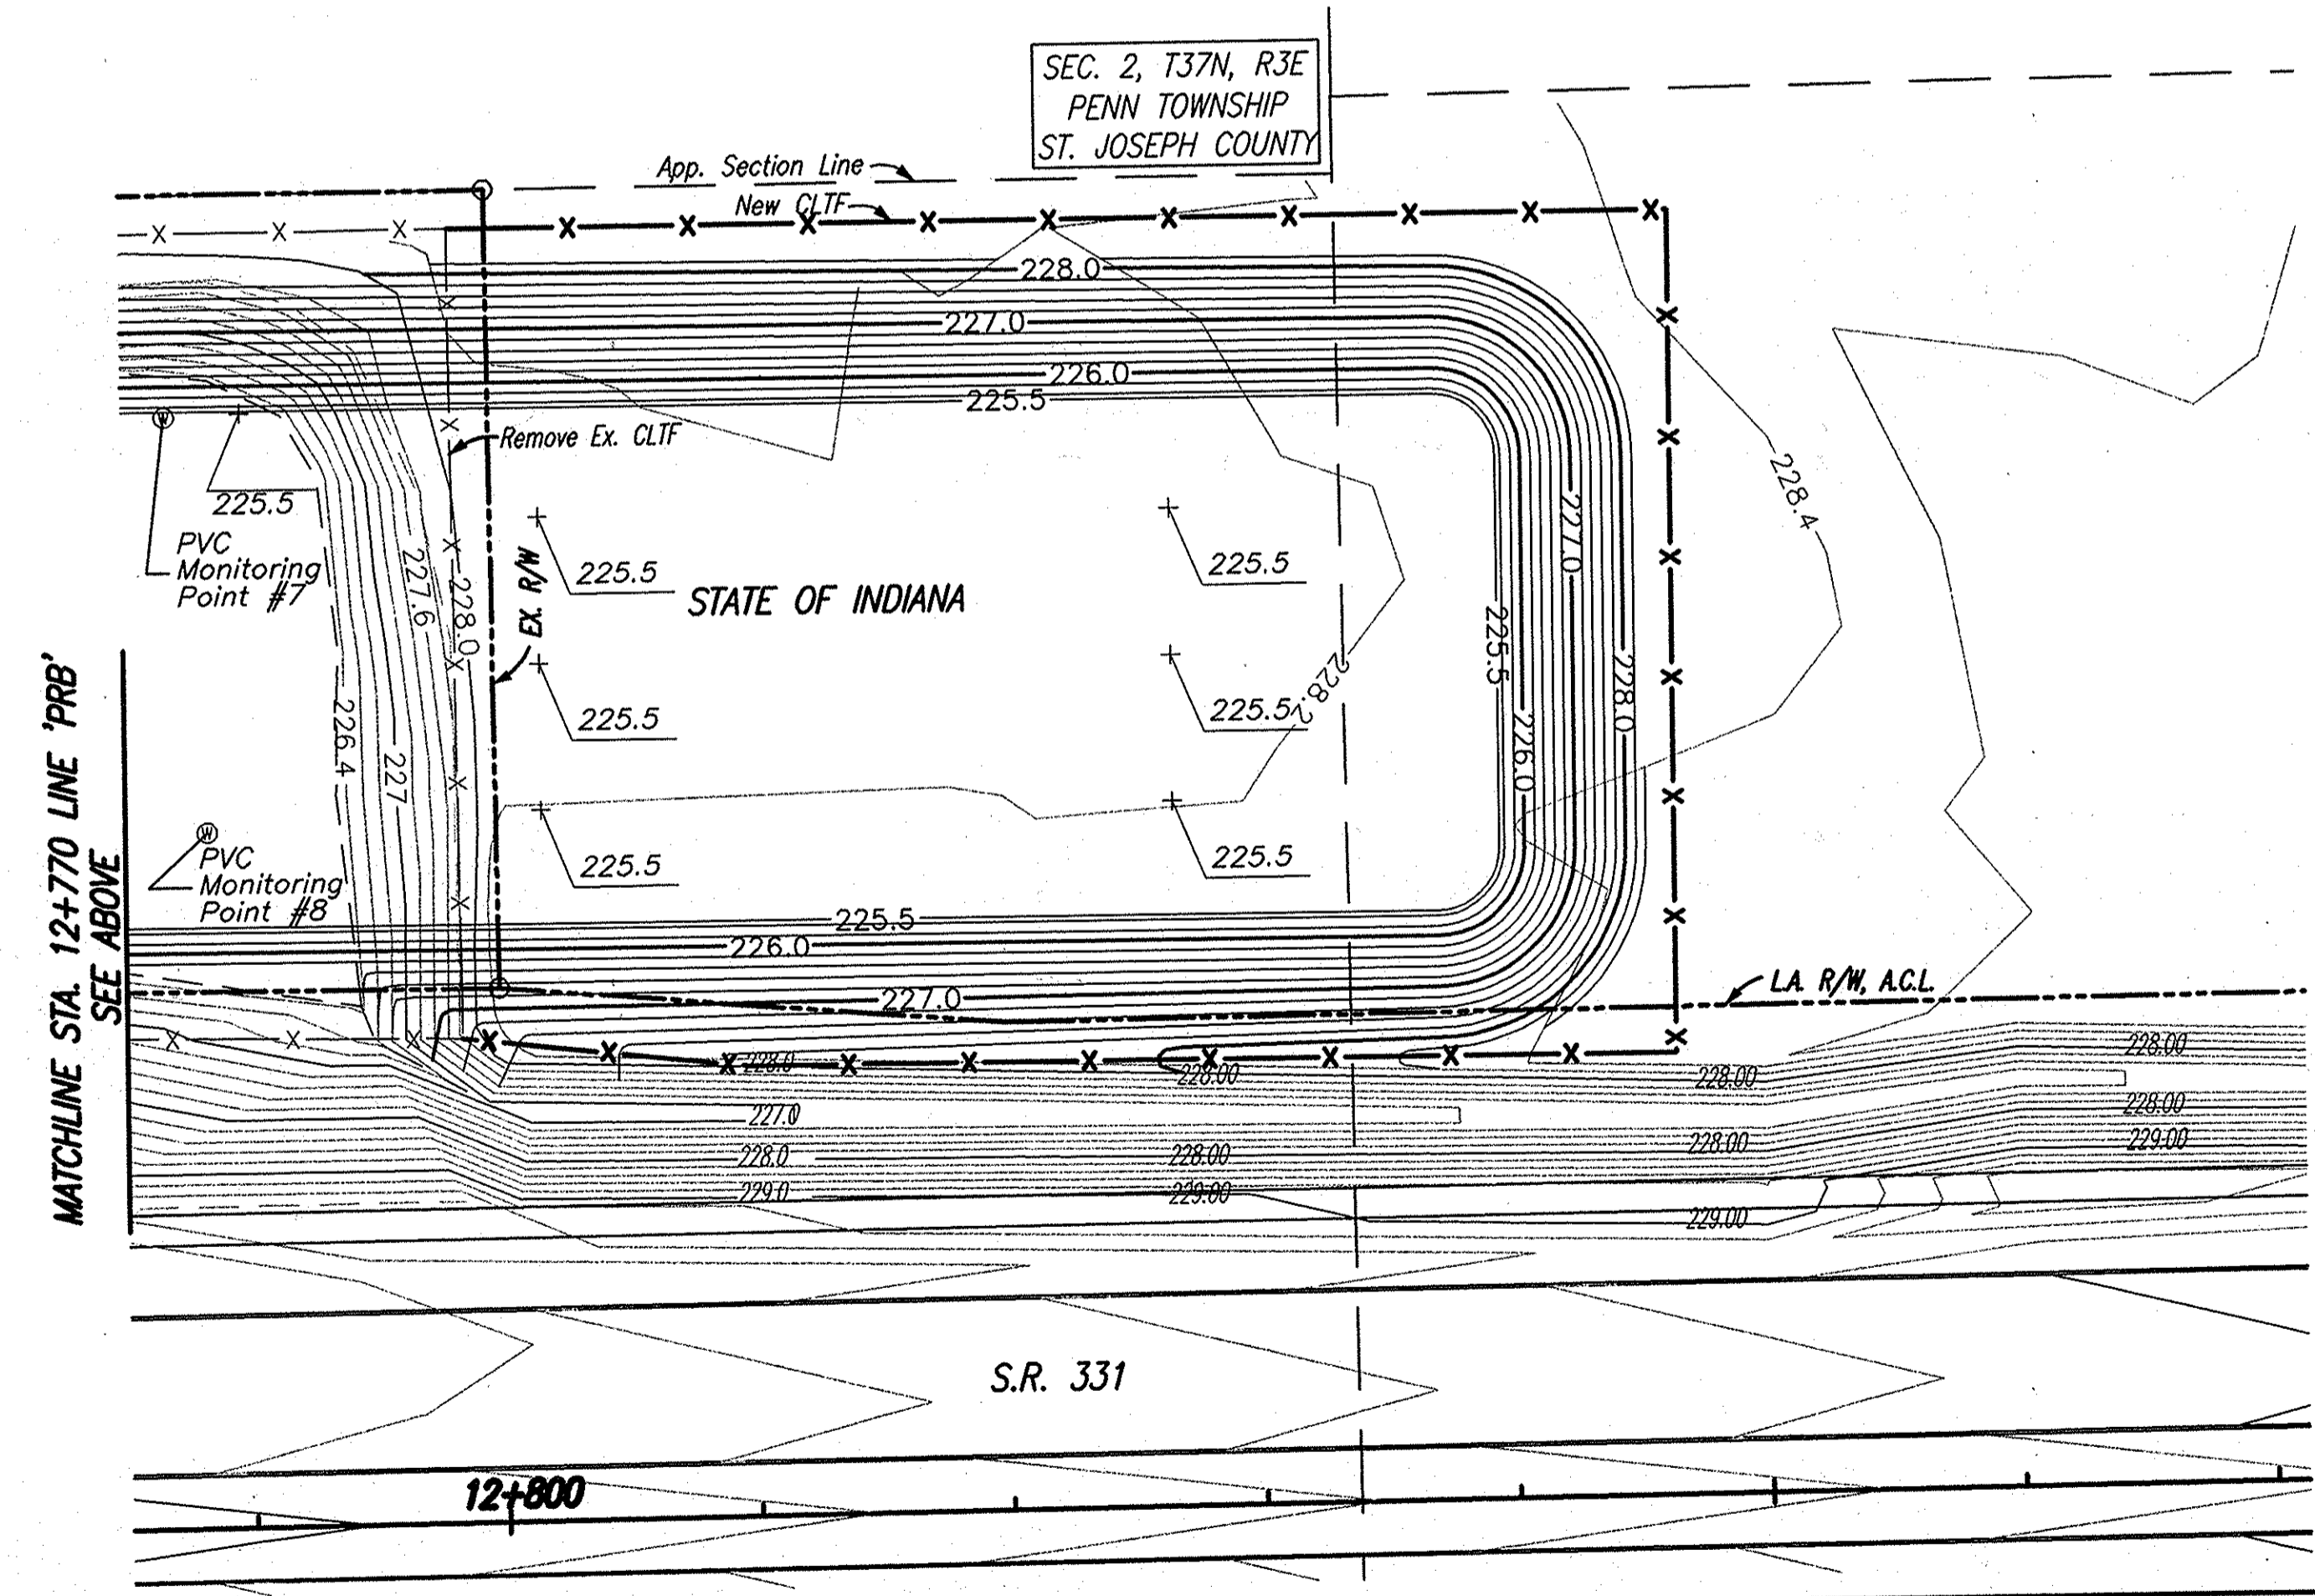 SEC. 2, T37N, R3E
PENN TOWNSHIP
ST. JOSEPH COUNTY
App. Section Line
New CLTF
228.0
227.0
226.0
225.5
Remove Ex. CLTF
225.5
PVC
Monitoring
Point #7
227.6
228.0
EX. R/W
225.5
STATE OF INDIANA
225.5
227.0
228.4
225.5
228.0
228.2
225.5
225.5
226.4
227
226.0
MATCHLINE STA. 12+770 LINE 'PRB'
SEE ABOVE
PVC
Monitoring
Point #8
W
W
225.5
225.5
225.5
226.0
227.0
L.A. R/W, A.C.L.
228.0
228.00
228.00
228.00
227.0
228.00
228.0
228.00
228.00
229.00
229.0
229.00
229.00
S.R. 331
12+800